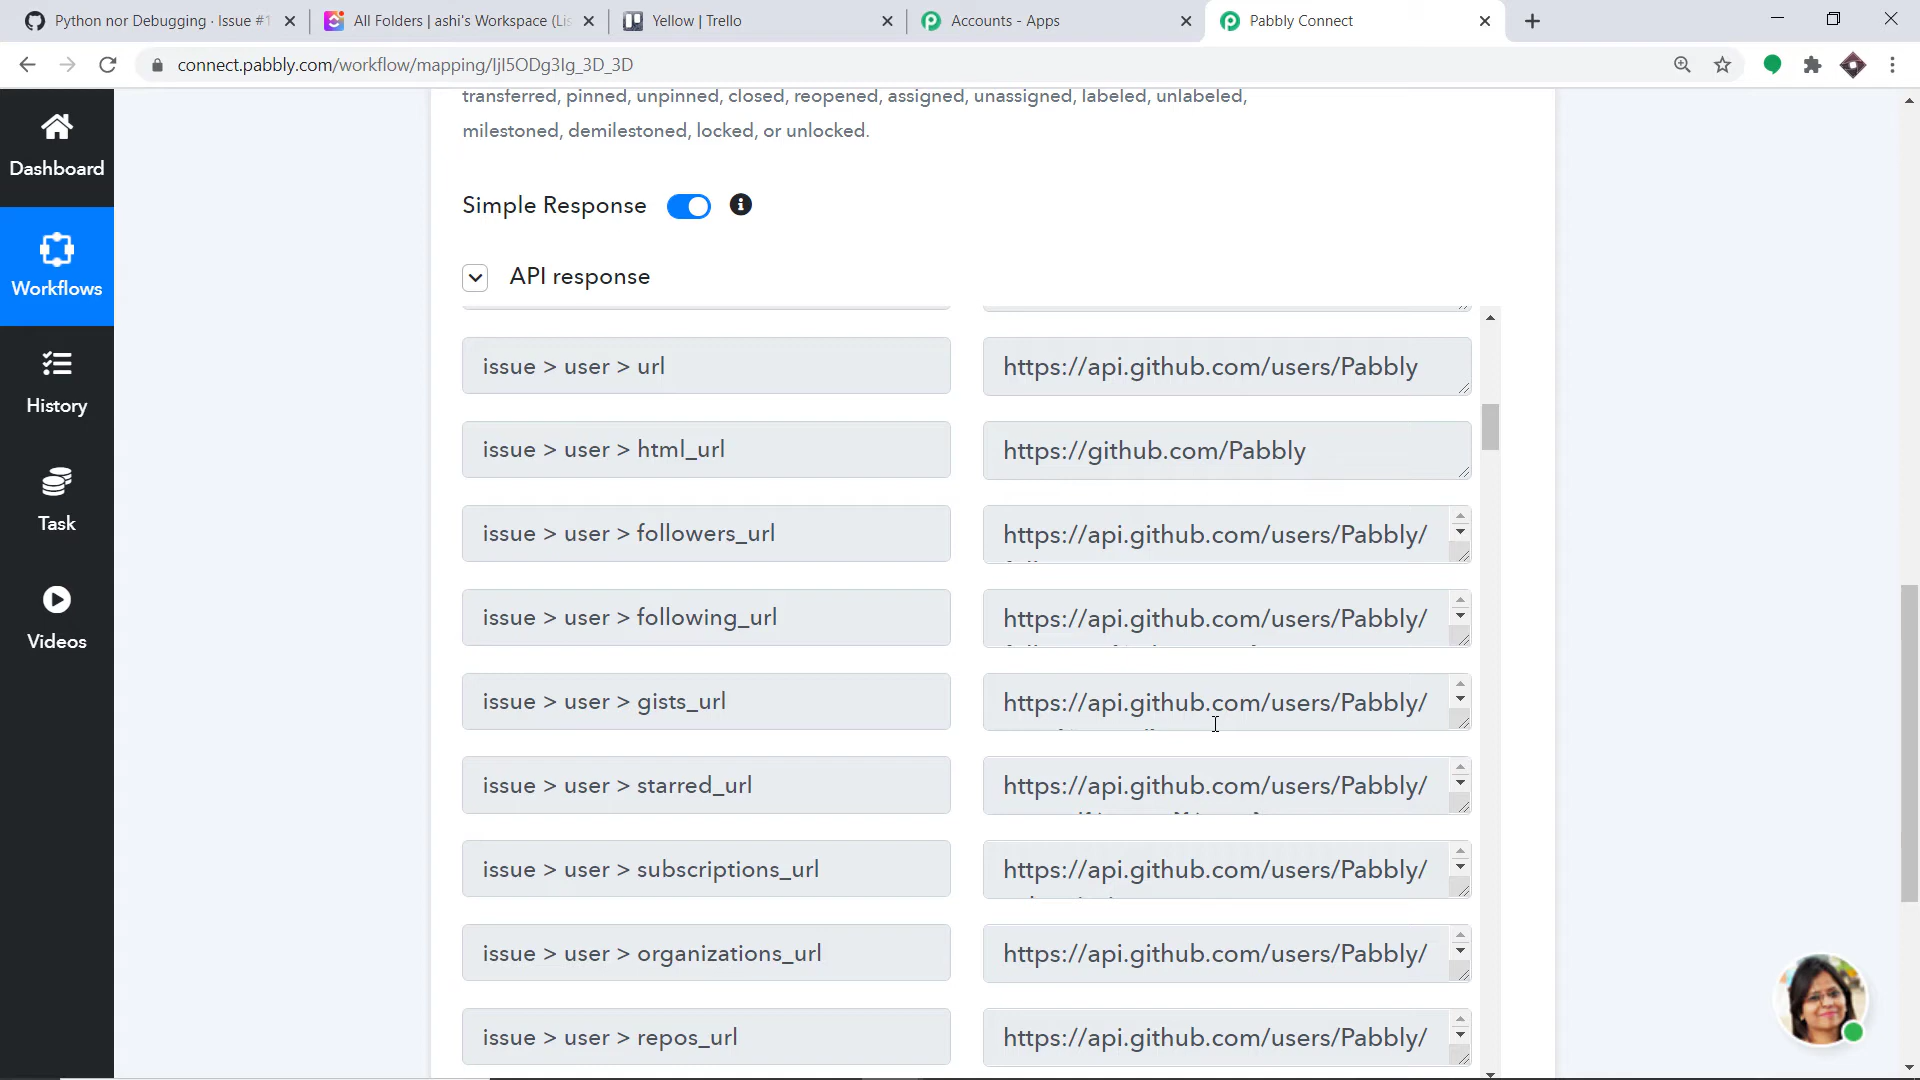 Python nor Debugging · Issue #1
All Folders | ashi's Workspace (Lis
Yellow | Trello
Accounts - Apps
Pabbly Connect
connect.pabbly.com/workflow/mapping/IjI5ODg3Ig_3D_3D
transferred, pinned, unpinned, closed, reopened, assigned, unassigned, labeled, unlabeled,
milestoned, demilestoned, locked, or unlocked.
Dashboard
Workflows
History
Task
Videos
Simple Response
API response
issue > user > url
https://api.github.com/users/Pabbly
issue > user > html_url
https://github.com/Pabbly
issue > user > followers_url
https://api.github.com/users/Pabbly/
issue > user > following_url
https://api.github.com/users/Pabbly/
issue > user > gists_url
https://api.github.com/users/Pabbly/
issue > user > starred_url
https://api.github.com/users/Pabbly/
issue > user > subscriptions_url
https://api.github.com/users/Pabbly/
issue > user > organizations_url
https://api.github.com/users/Pabbly/
issue > user > repos_url
https://api.github.com/users/Pabbly/